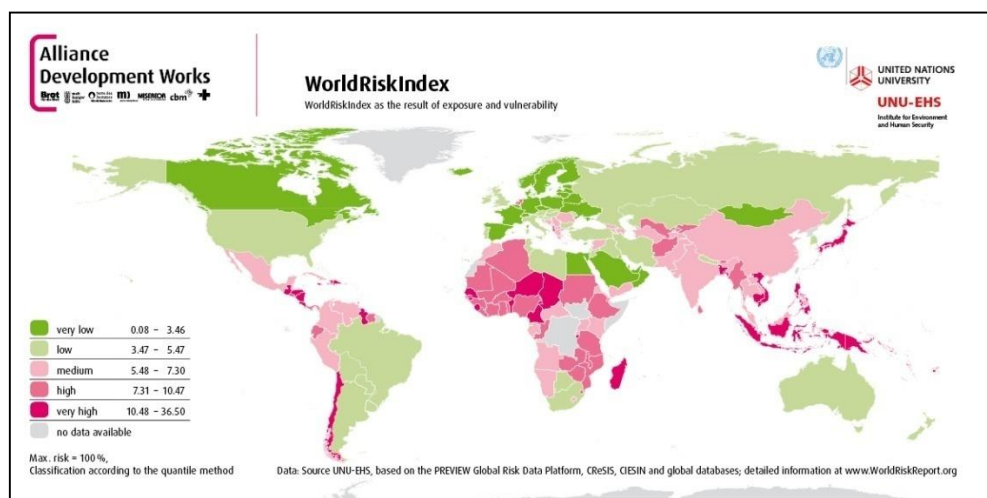 Alliance
Development Works
Brot
MISEREOR
cbm
WorldRiskIndex
WorldRiskIndex as the result of exposure and vulnerability
UNITED NATIONS
UNIVERSITY
UNU-EHS
Institute for Environment
and Human Security
very low 0.08 – 3.46
low 3.47 – 5.47
medium 5.48 – 7.30
high 7.31 – 10.47
very high 10.48 – 36.50
no data available
Max. risk = 100 %,
Classification according to the quantile method
Data: Source UNU-EHS, based on the PREVIEW Global Risk Data Platform, CReSIS, CIESIN and global databases; detailed information at www.WorldRiskReport.org